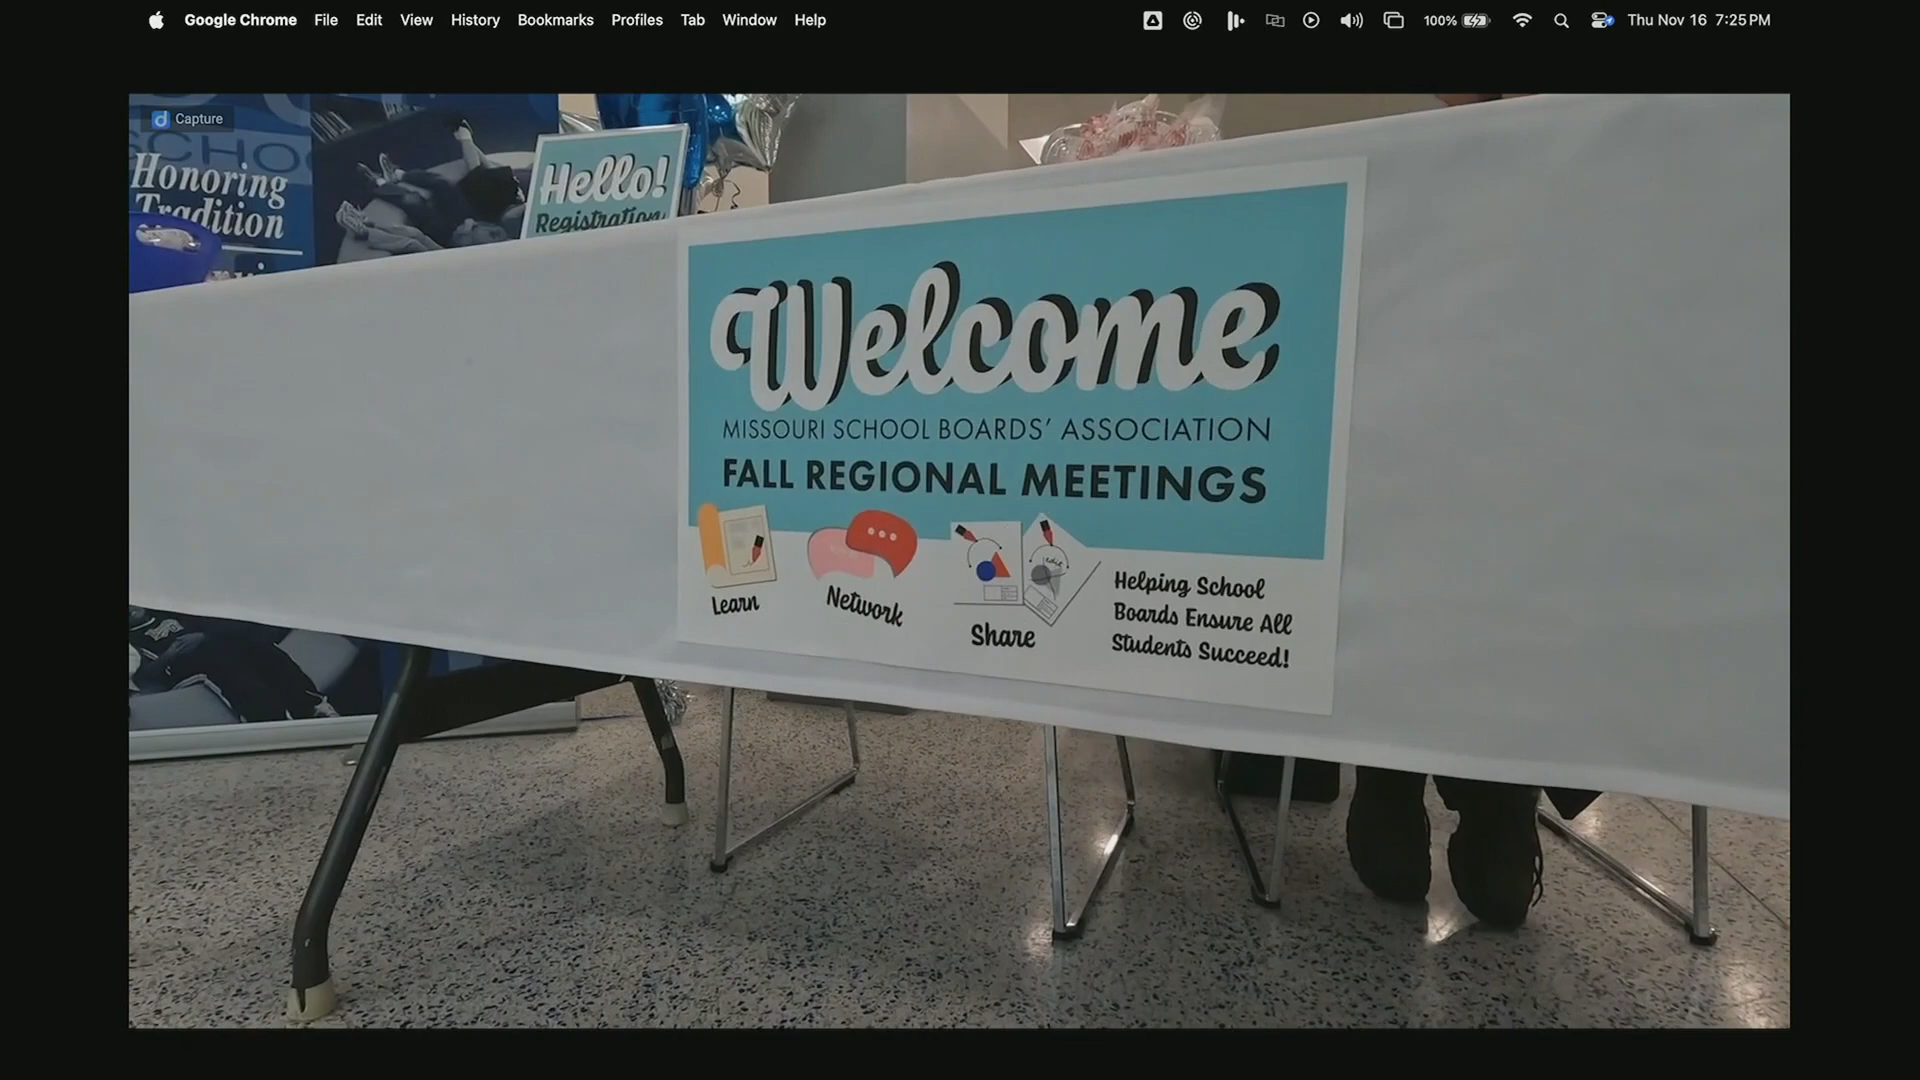 Google Chrome File Edit View History Bookmarks Profiles Tab Window Help 100% Thu Nov 16 7:25 PM
Capture
SCHO
Honoring
Tradition
Hello!
Registration
Welcome
MISSOURI SCHOOL BOARDS' ASSOCIATION
FALL REGIONAL MEETINGS
Learn
Network
Share
Helping School
Boards Ensure All
Students Succeed!